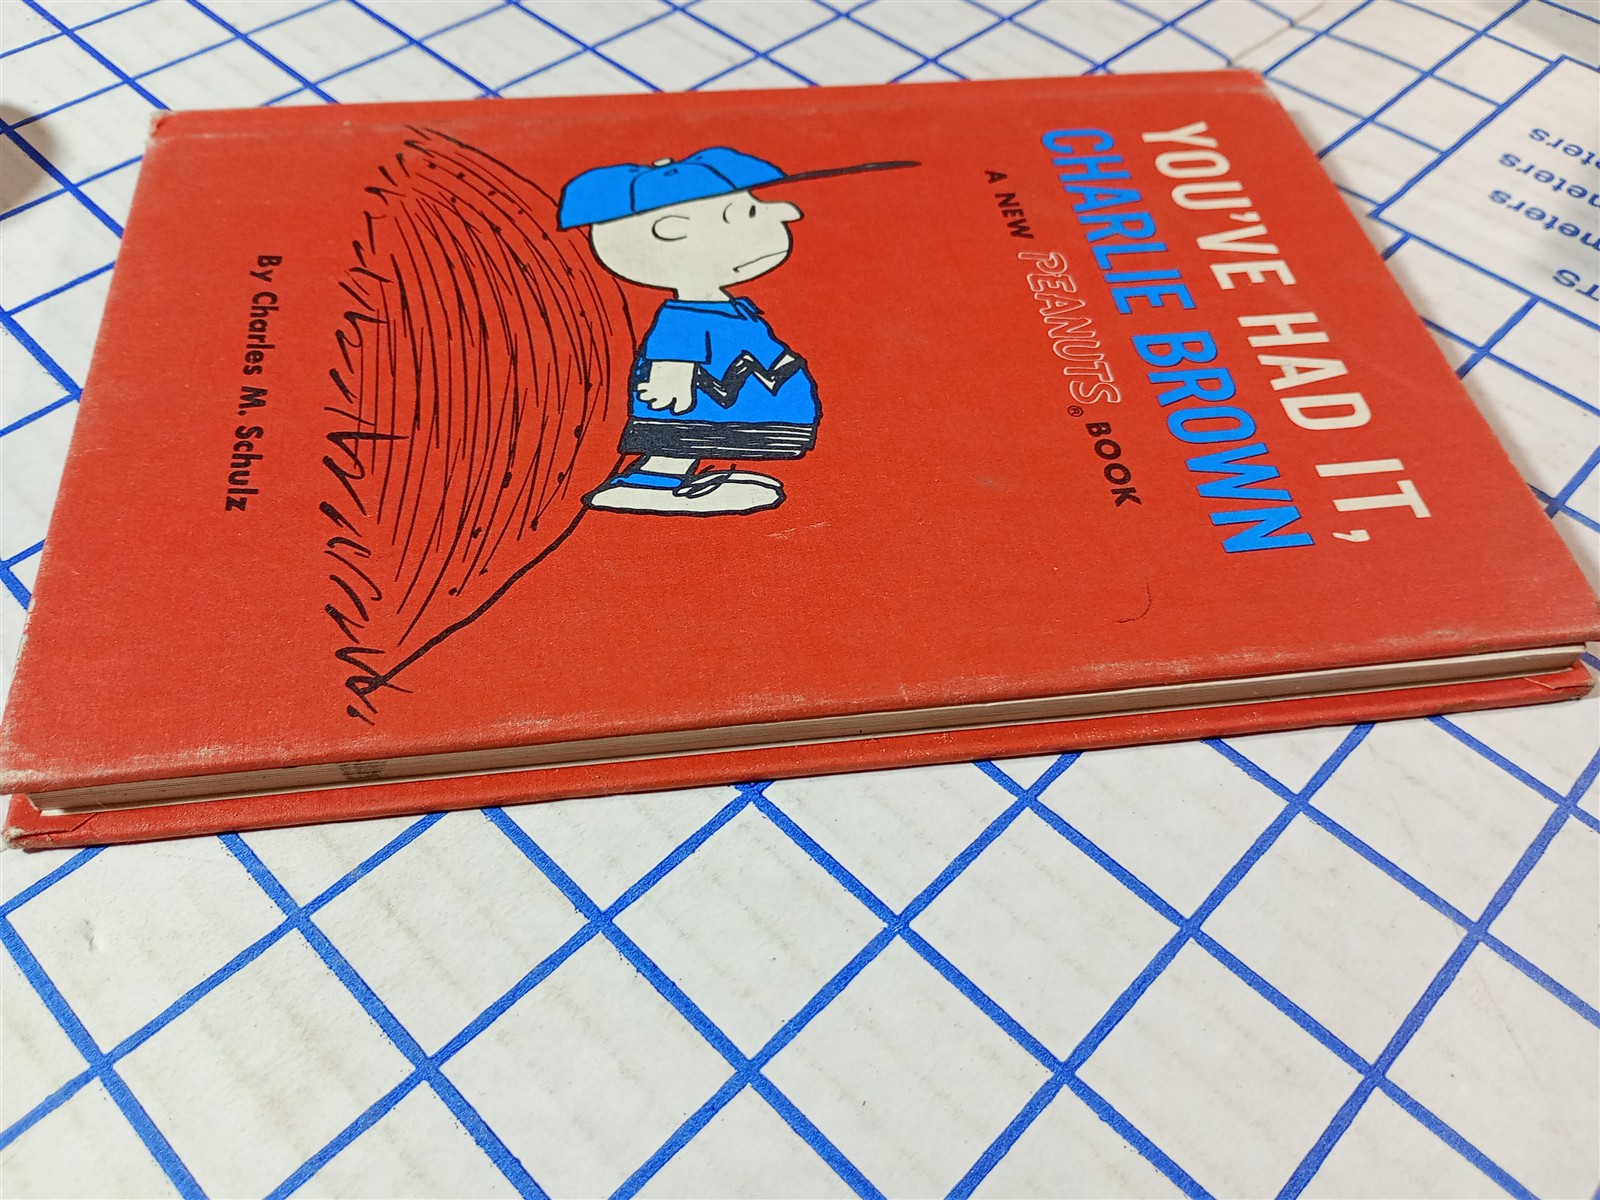 YOU'VE HAD IT,
CHARLIE BROWN
A NEW PEANUTS® BOOK
By Charles M. Schulz